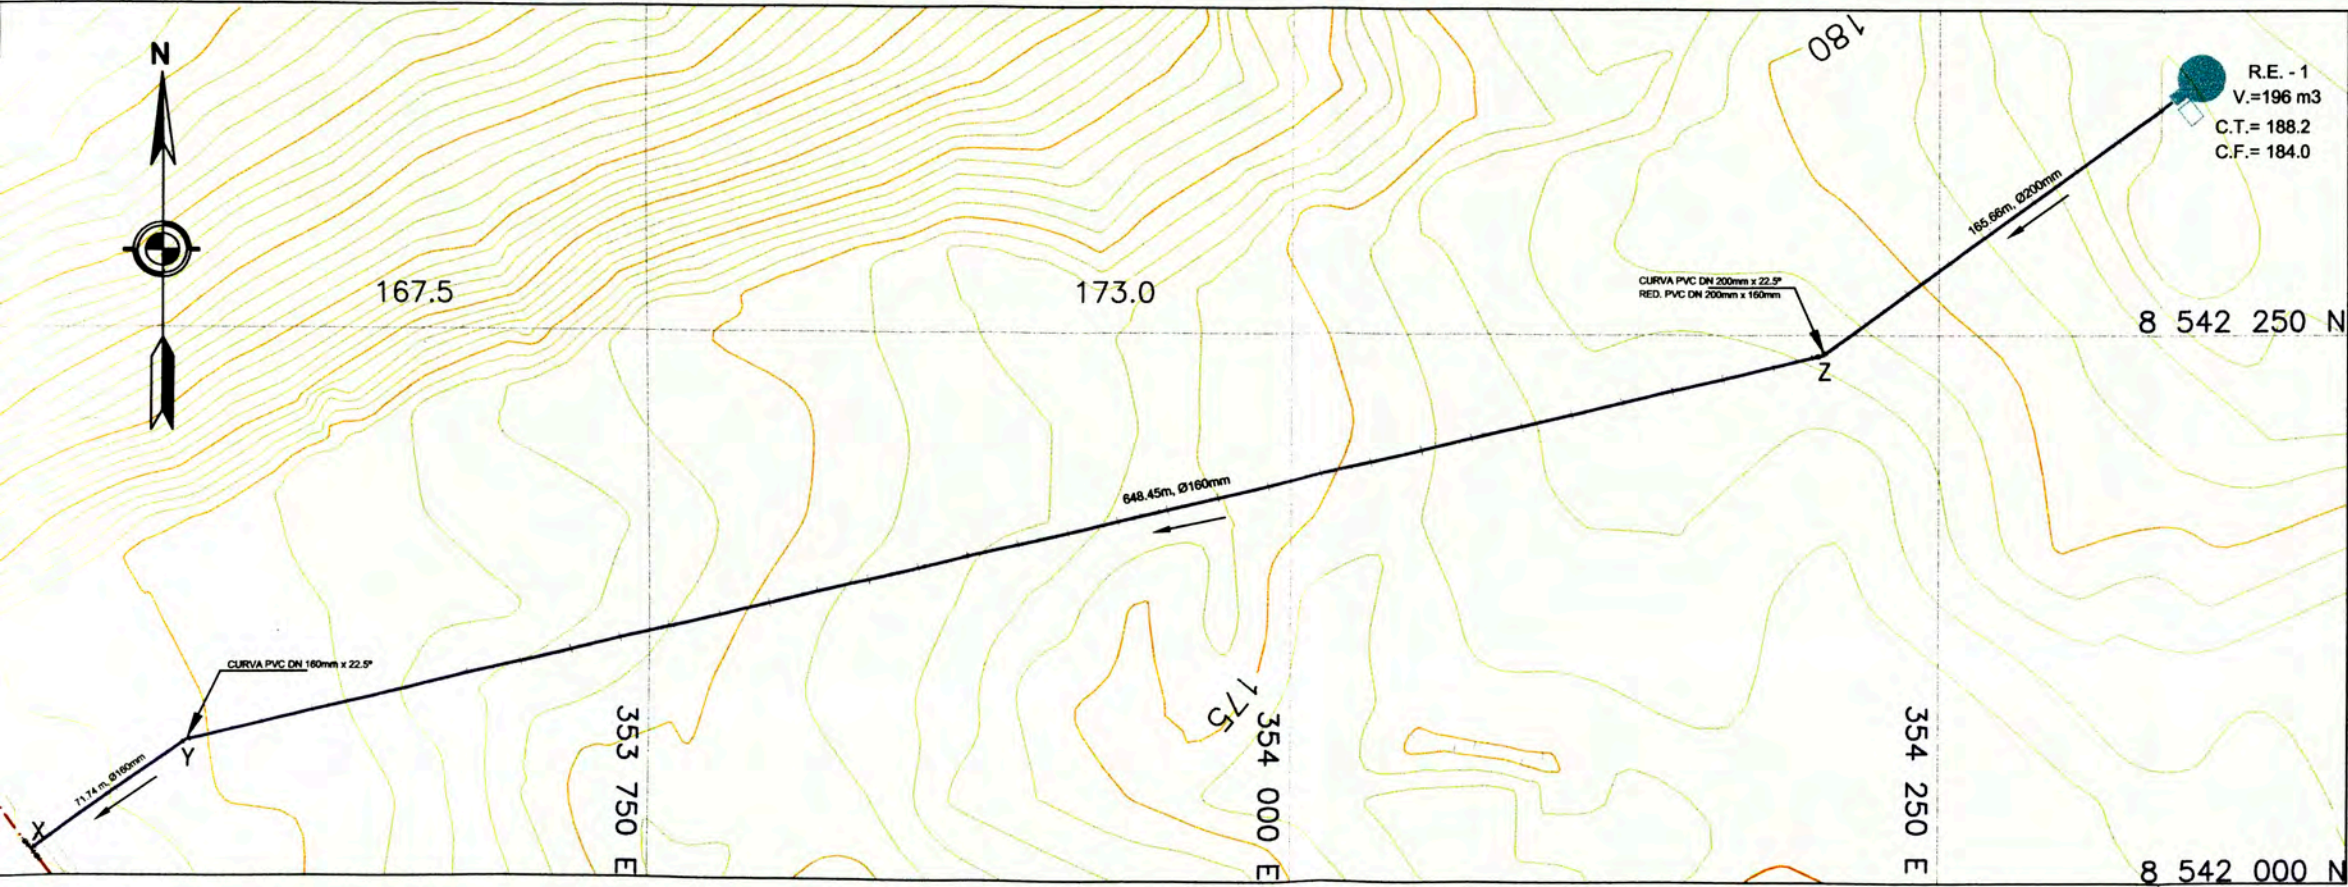 N
180
R.E. - 1
V.=196 m3
C.T.= 188.2
C.F.= 184.0
165.66m, Ø200mm
167.5
173.0
CURVA PVC DN 200mm x 22.5°
RED. PVC DN 200mm x 160mm
8 542 250 N
Z
648.45m, Ø160mm
CURVA PVC DN 160mm x 22.5°
Y
71.74 m, Ø160mm
X
175
353 750 E
354 000 E
354 250 E
8 542 000 N